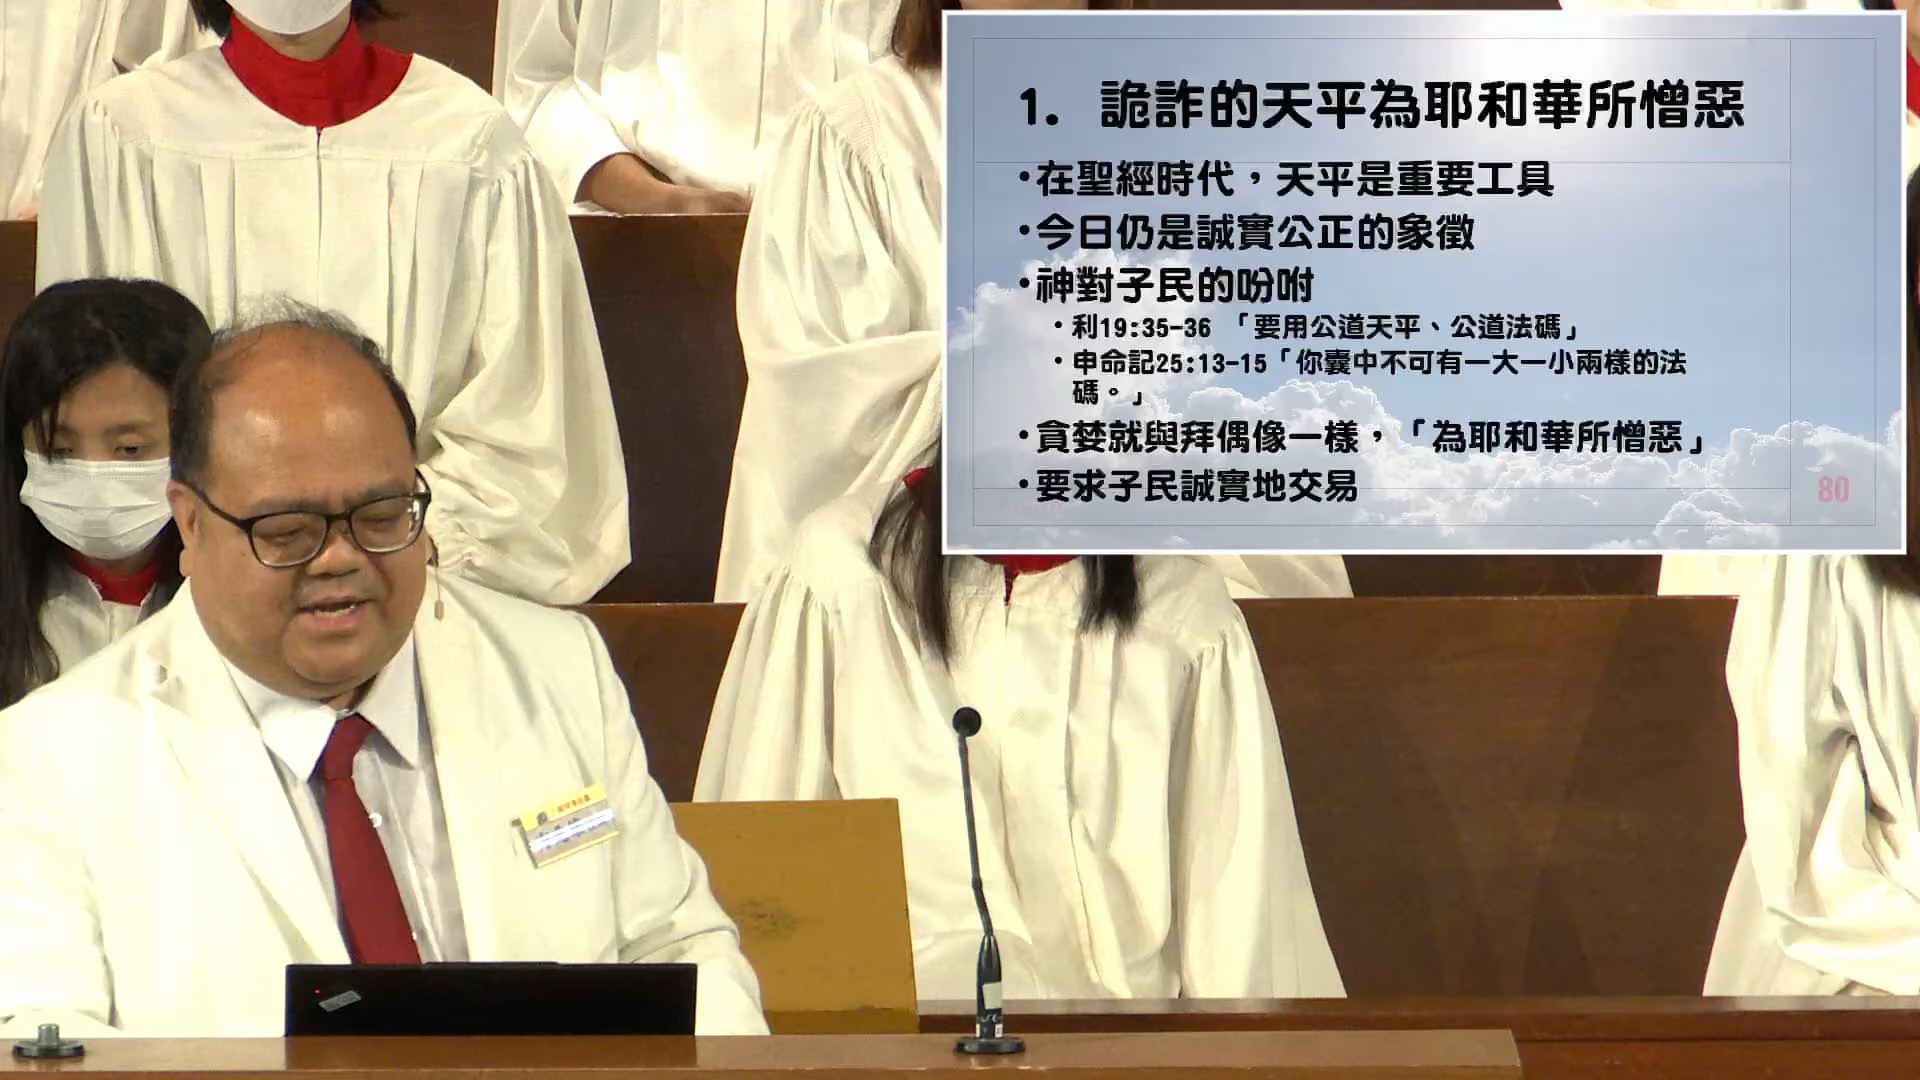 1. 詭詐的天平為耶和華所憎惡
•在聖經時代，天平是重要工具
•今日仍是誠實公正的象徵
•神對子民的吩咐
•利19:35-36 「要用公道天平、公道法碼」
•申命記25:13-15「你囊中不可有一大一小兩樣的法
碼。」
•貪婪就與拜偶像一樣，「為耶和華所憎惡」
•要求子民誠實地交易
80